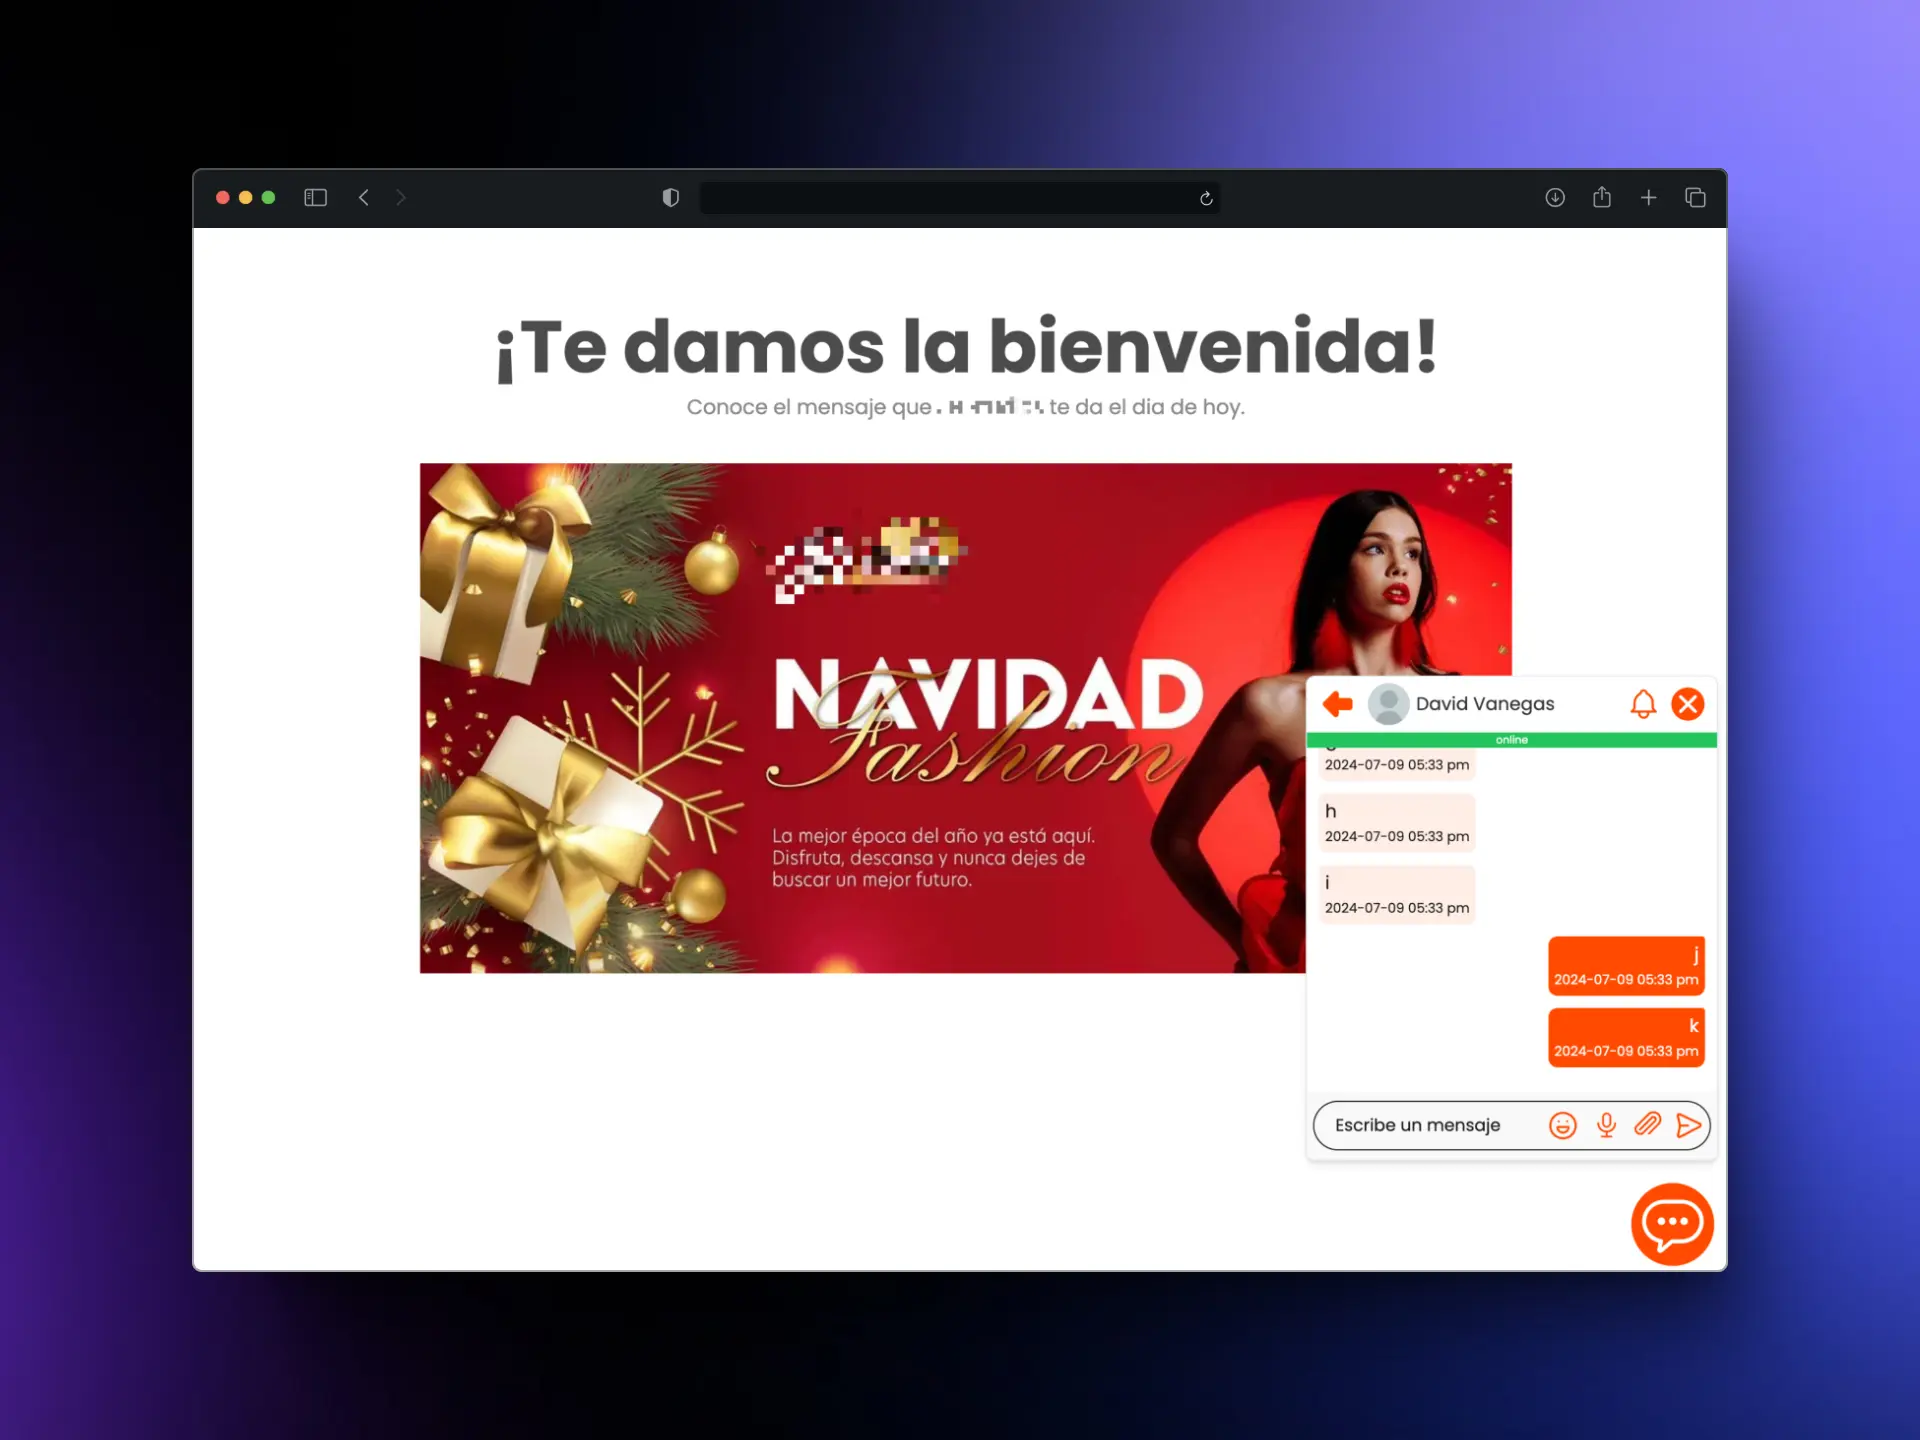 ¡Te damos la bienvenida!
Conoce el mensaje que te da el dia de hoy.
NAVIDAD
Fashion
La mejor época del año ya está aquí.
Disfruta, descansa y nunca dejes de
buscar un mejor futuro.
David Vanegas
online
2024-07-09 05:33 pm
h
2024-07-09 05:33 pm
i
2024-07-09 05:33 pm
j
2024-07-09 05:33 pm
k
2024-07-09 05:33 pm
Escribe un mensaje